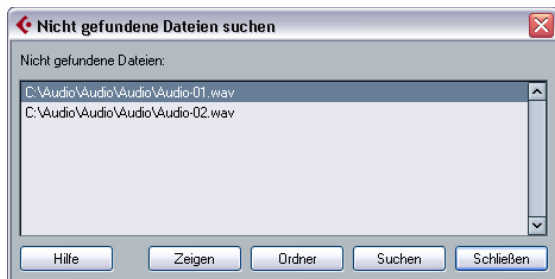 Nicht gefundene Dateien suchen
Nicht gefundene Dateien:
C:\Audio\Audio\Audio\Audio-01.wav
C:\Audio\Audio\Audio\Audio-02.wav
Hilfe Zeigen Ordner Suchen Schließen